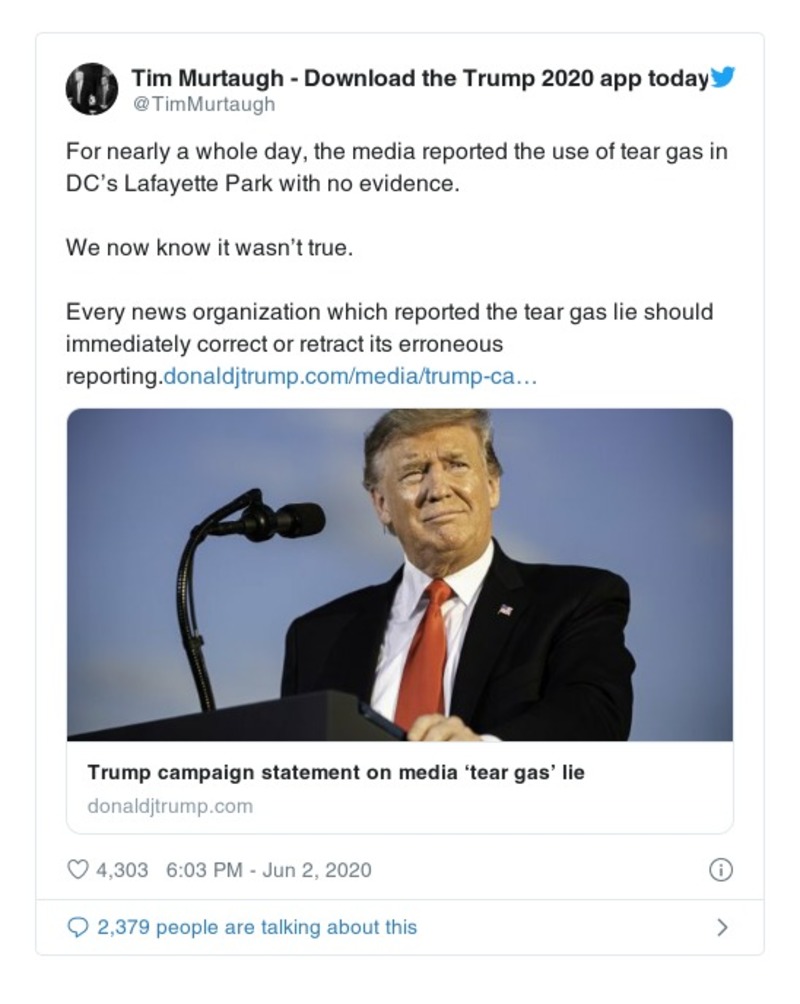 Tim Murtaugh - Download the Trump 2020 app today
@TimMurtaugh
For nearly a whole day, the media reported the use of tear gas in
DC’s Lafayette Park with no evidence.
We now know it wasn’t true.
Every news organization which reported the tear gas lie should
immediately correct or retract its erroneous
reporting.donaldjtrump.com/media/trump-ca…
Trump campaign statement on media ‘tear gas’ lie
donaldjtrump.com
4,303 6:03 PM - Jun 2, 2020
2,379 people are talking about this